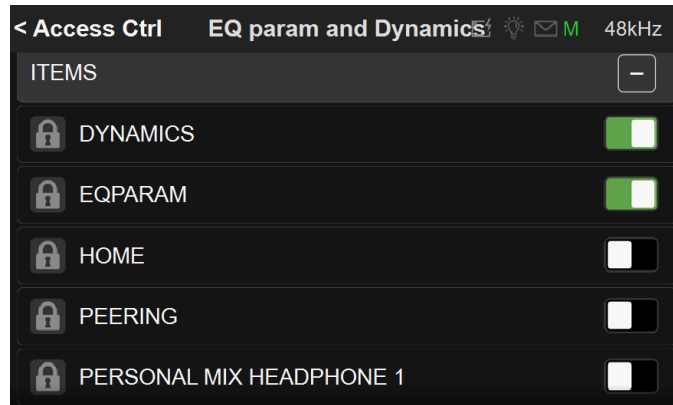 < Access Ctrl EQ param and Dynamics M 48kHz
ITEMS −
DYNAMICS
EQPARAM
HOME
PEERING
PERSONAL MIX HEADPHONE 1